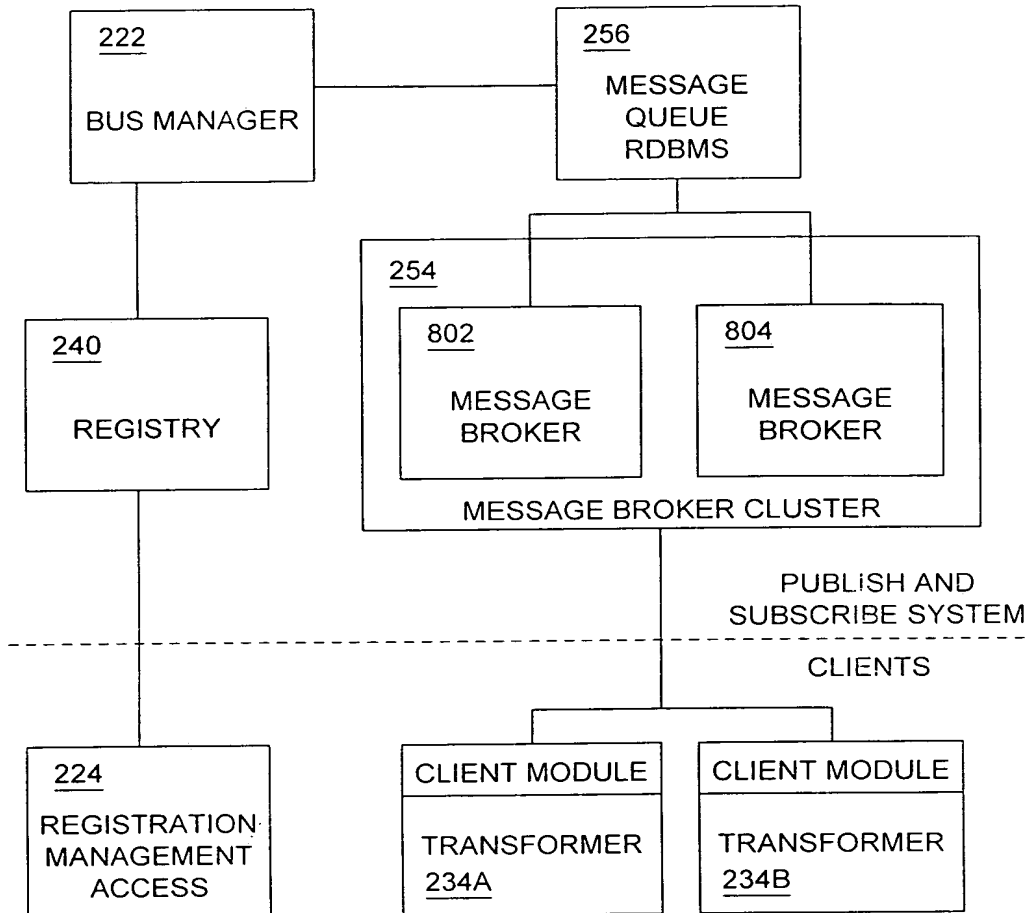 222
BUS MANAGER
256
MESSAGE
QUEUE
RDBMS
254
802
MESSAGE
BROKER
804
MESSAGE
BROKER
MESSAGE BROKER CLUSTER
240
REGISTRY
PUBLISH AND
SUBSCRIBE SYSTEM
CLIENTS
224
REGISTRATION
MANAGEMENT
ACCESS
CLIENT MODULE
TRANSFORMER
234A
CLIENT MODULE
TRANSFORMER
234B